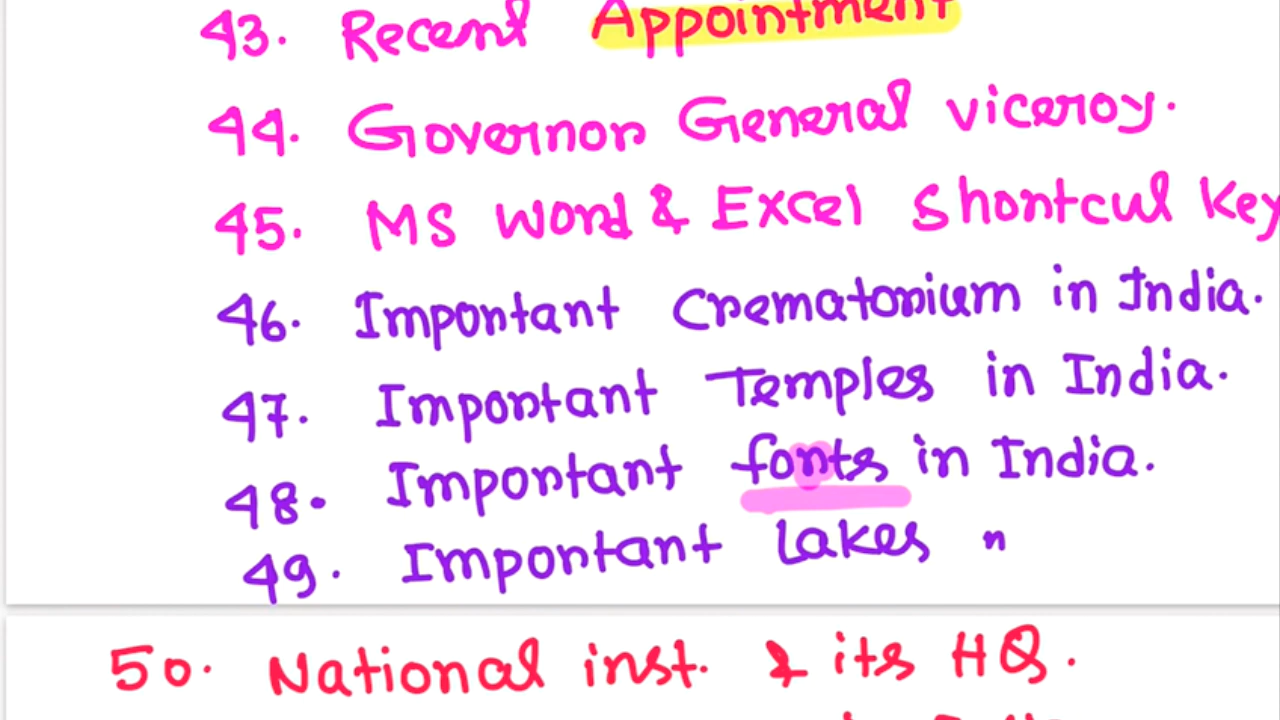 43. Recent Appointment
44. Governor General viceroy.
45. MS Word & Excel shortcut Key
46. Important Crematorium in India.
47. Important Temples in India.
48. Important forts in India.
49. Important Lakes "
50. National inst. & its HQ.